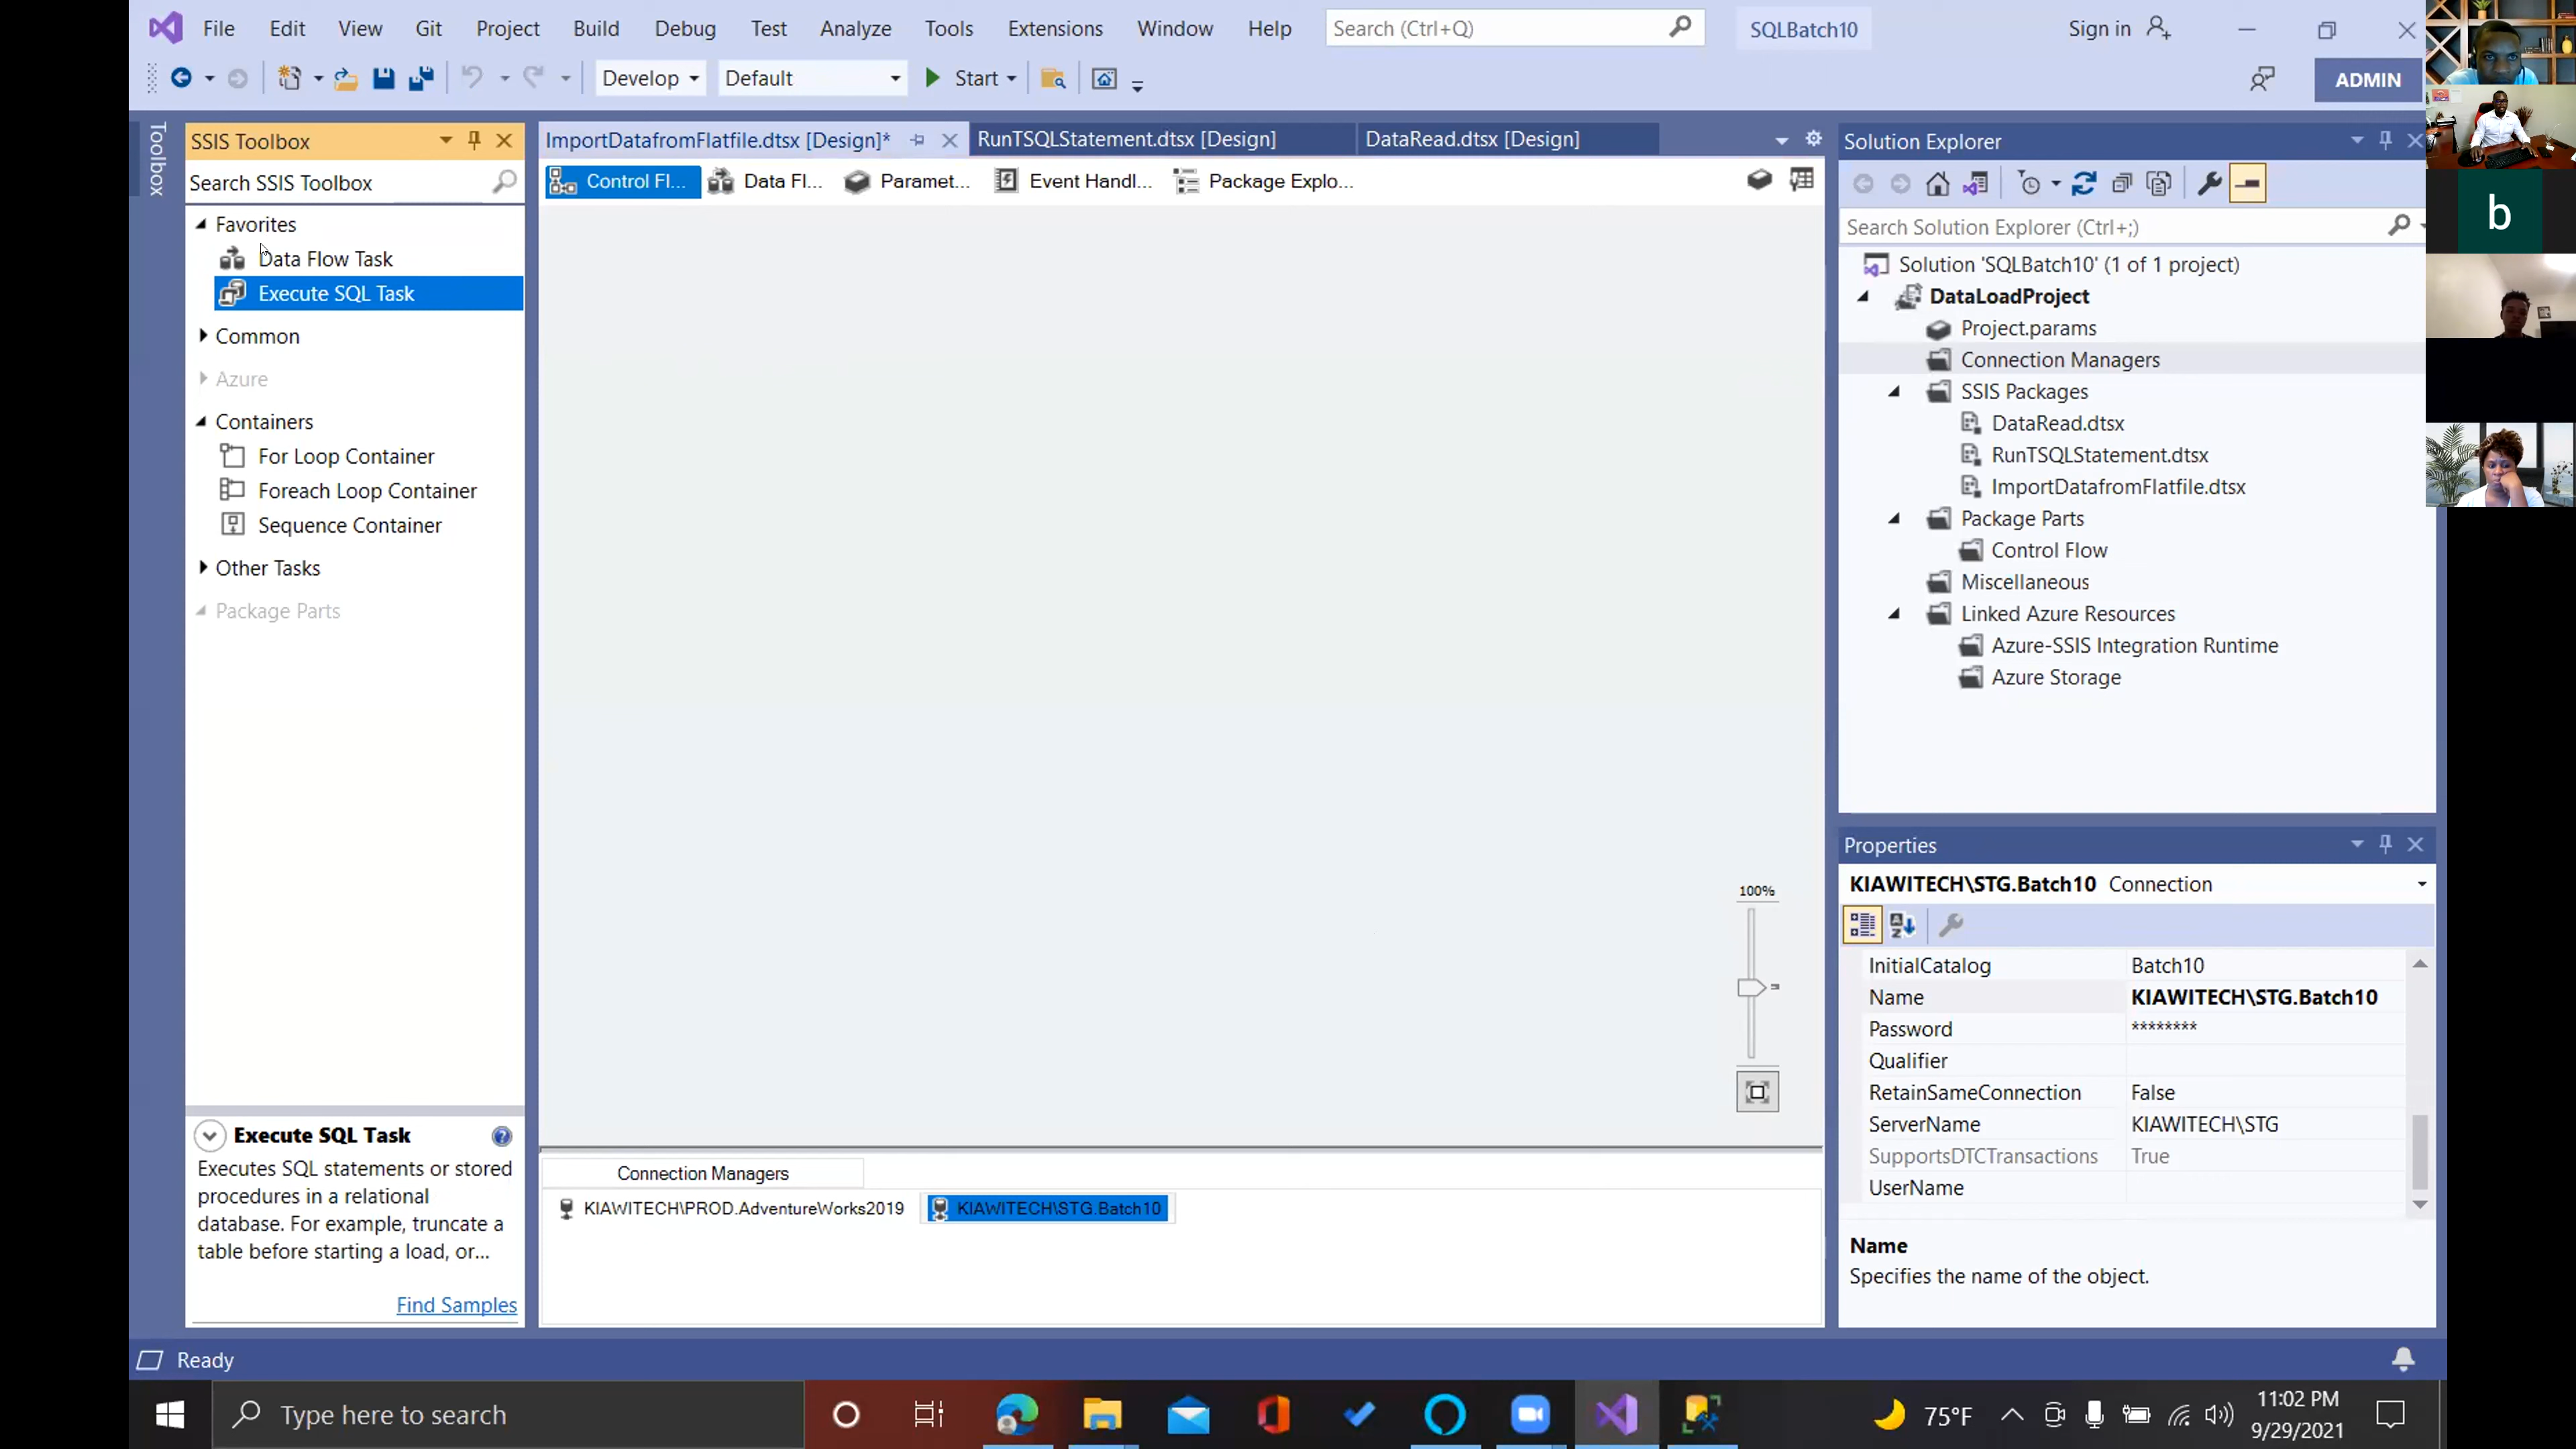 File Edit View Git Project Build Debug Test Analyze Tools Extensions Window Help Search (Ctrl+Q) SQLBatch10 Sign in
Develop Default Start ADMIN
Toolbox
SSIS Toolbox
Search SSIS Toolbox
Favorites
Data Flow Task
Execute SQL Task
Common
Azure
Containers
For Loop Container
Foreach Loop Container
Sequence Container
Other Tasks
Package Parts
Execute SQL Task
Executes SQL statements or stored
procedures in a relational
database. For example, truncate a
table before starting a load, or...
Find Samples
ImportDatafromFlatfile.dtsx [Design]* RunTSQLStatement.dtsx [Design] DataRead.dtsx [Design]
Control Fl... Data Fl... Paramet... Event Handl... Package Explo...
100%
Connection Managers
KIAWITECH\PROD.AdventureWorks2019 KIAWITECH\STG.Batch10
Solution Explorer
Search Solution Explorer (Ctrl+;)
Solution 'SQLBatch10' (1 of 1 project)
DataLoadProject
Project.params
Connection Managers
SSIS Packages
DataRead.dtsx
RunTSQLStatement.dtsx
ImportDatafromFlatfile.dtsx
Package Parts
Control Flow
Miscellaneous
Linked Azure Resources
Azure-SSIS Integration Runtime
Azure Storage
Properties
KIAWITECH\STG.Batch10 Connection
InitialCatalog Batch10
Name KIAWITECH\STG.Batch10
Password ********
Qualifier
RetainSameConnection False
ServerName KIAWITECH\STG
SupportsDTCTransactions True
UserName
Name
Specifies the name of the object.
b
Ready
Type here to search
75°F
11:02 PM
9/29/2021